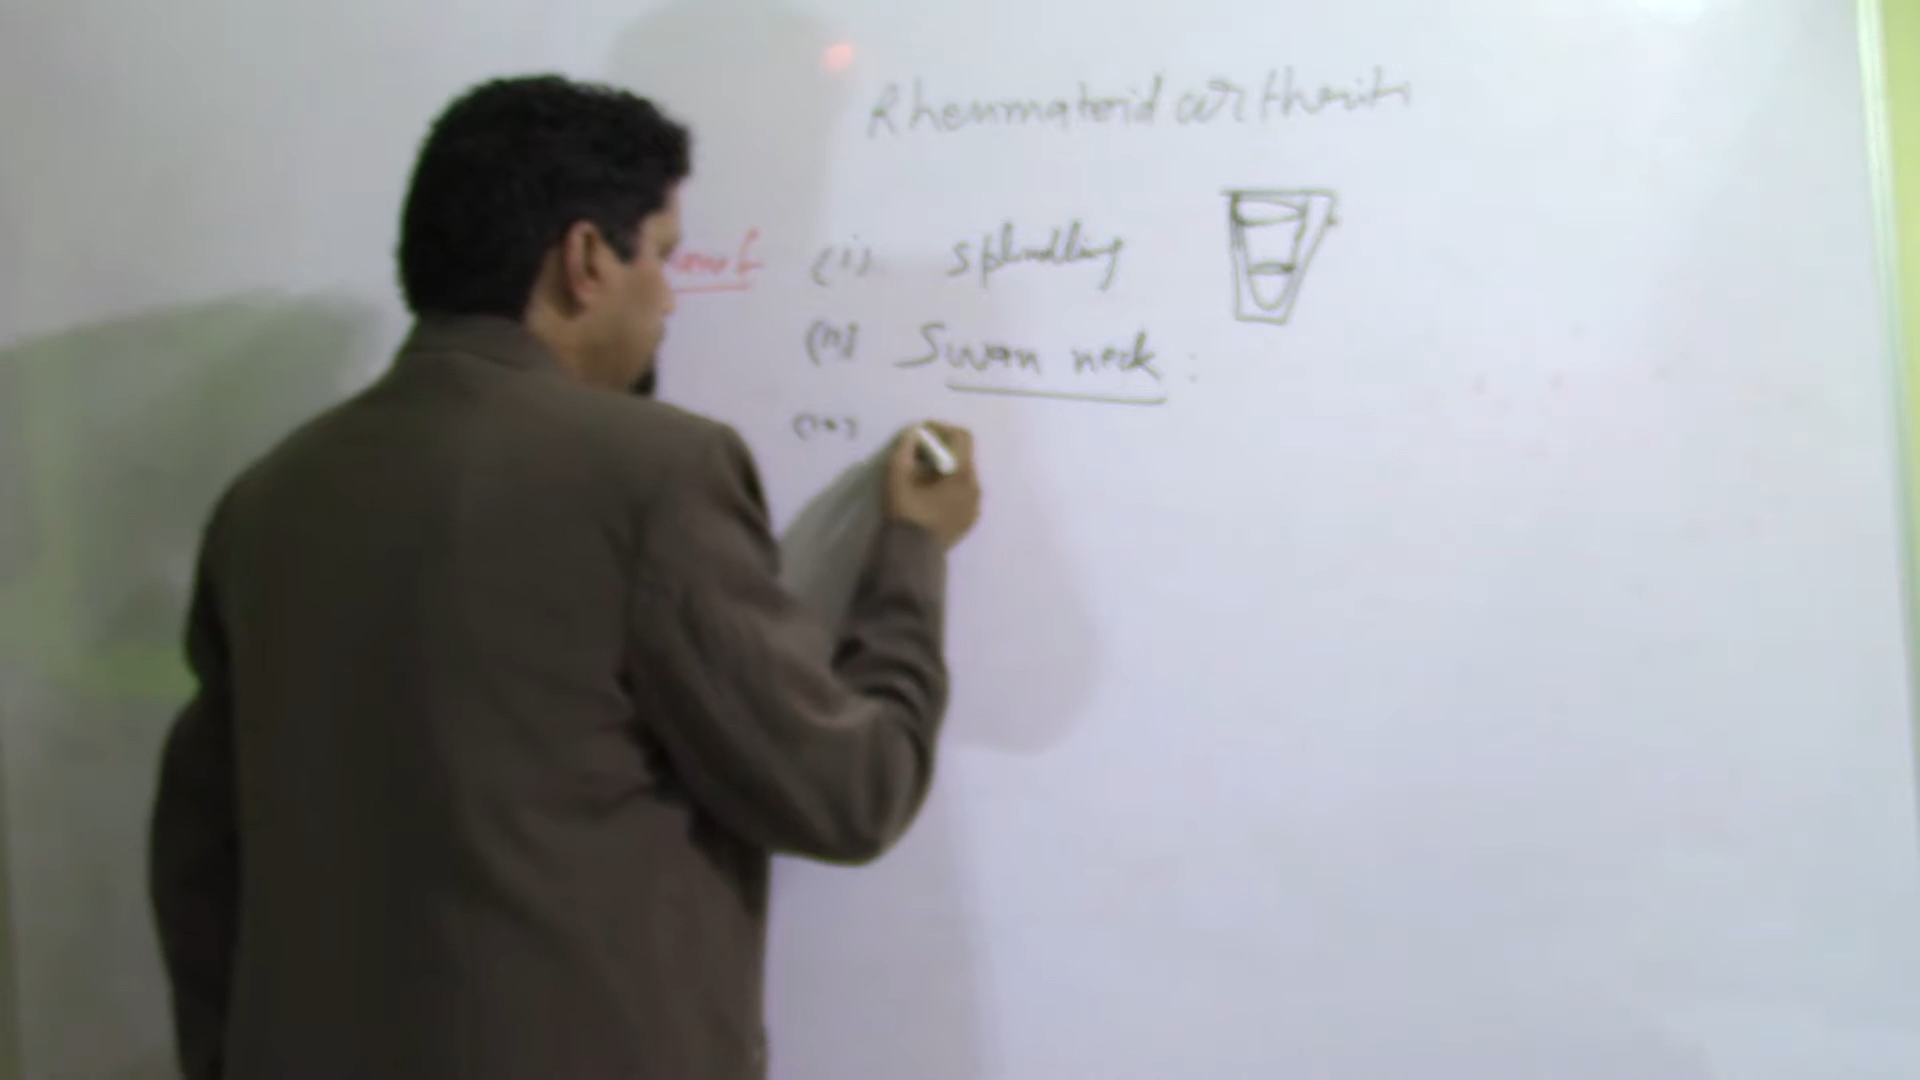 Rheumatoid arthritis
(i) spindling
(ii) Swan neck :
(iii)